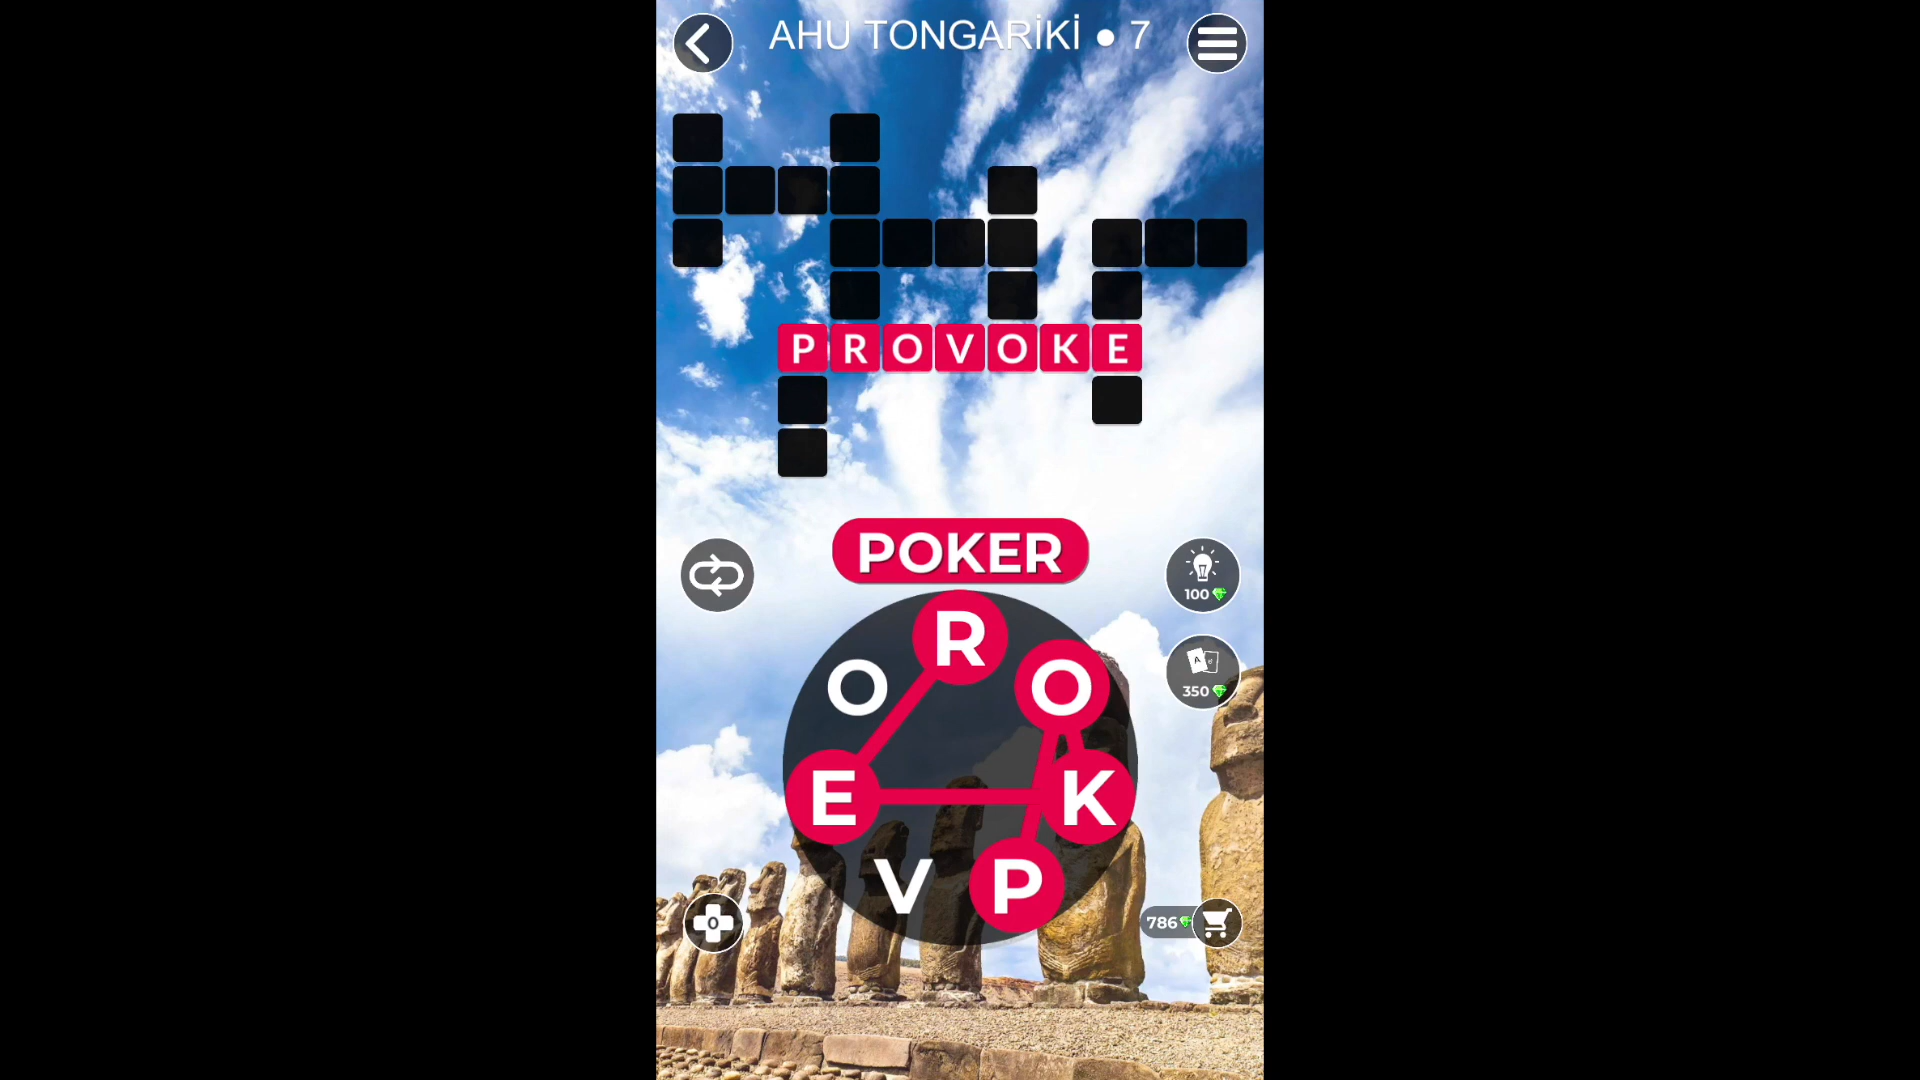 AHU TONGARİKİ ● 7
PROVOKE
POKER
R
O O
E K
V P
100
A
350
0
786